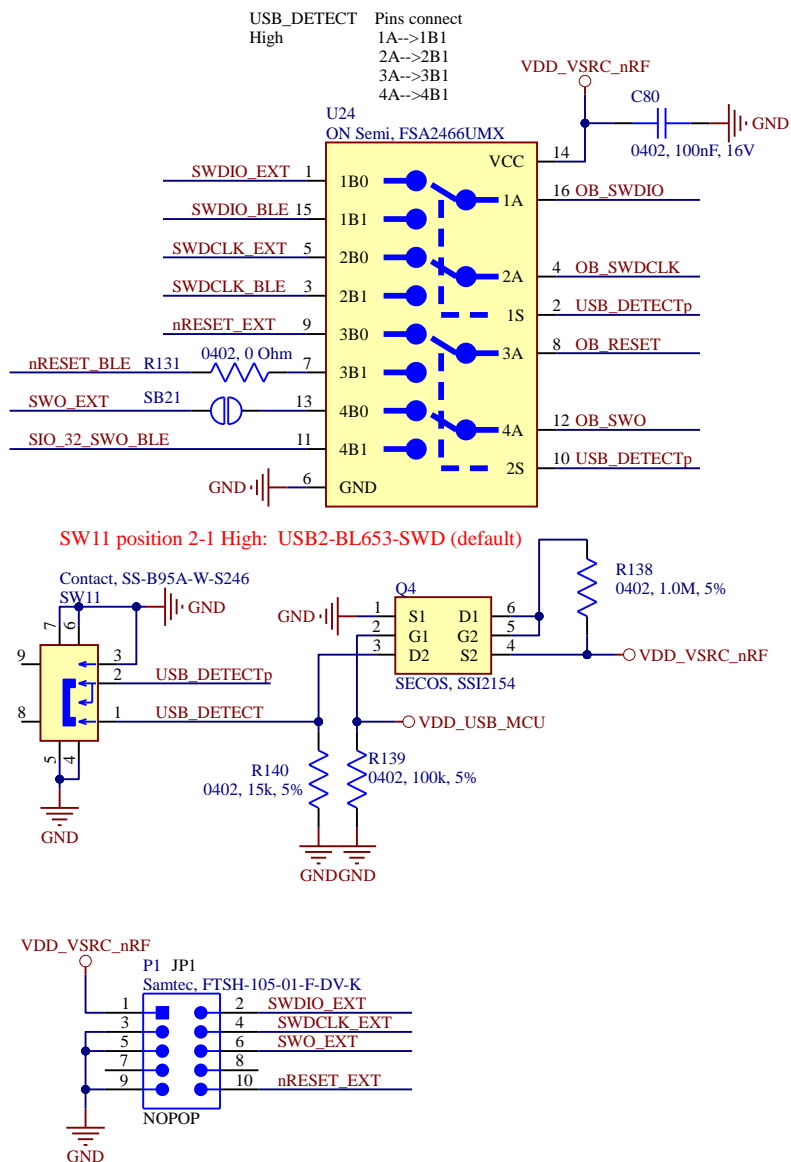 USB_DETECT Pins connect
High 1A-->1B1
2A-->2B1
3A-->3B1
4A-->4B1
VDD_VSRC_nRF
C80
GND
0402, 100nF, 16V
U24
ON Semi, FSA2466UMX
VCC 14
SWDIO_EXT 1 1B0
1A 16 OB_SWDIO
SWDIO_BLE 15 1B1
SWDCLK_EXT 5 2B0
2A 4 OB_SWDCLK
SWDCLK_BLE 3 2B1
1S 2 USB_DETECTp
nRESET_EXT 9 3B0
3A 8 OB_RESET
nRESET_BLE R131 0402, 0 Ohm 7 3B1
SWO_EXT SB21 13 4B0
4A 12 OB_SWO
SIO_32_SWO_BLE 11 4B1
2S 10 USB_DETECTp
GND 6 GND
SW11 position 2-1 High: USB2-BL653-SWD (default)
Contact, SS-B95A-W-S246
SW11
GND
7 6
9 3
2 USB_DETECTp
8 1 USB_DETECT
5 4
GND
Q4
GND 1 S1 D1 6
2 G1 G2 5
3 D2 S2 4
SECOS, SSI2154
R138
0402, 1.0M, 5%
VDD_VSRC_nRF
VDD_USB_MCU
R139
0402, 100k, 5%
R140
0402, 15k, 5%
GND GND
VDD_VSRC_nRF
P1 JP1
Samtec, FTSH-105-01-F-DV-K
1 2 SWDIO_EXT
3 4 SWDCLK_EXT
5 6 SWO_EXT
7 8
9 10 nRESET_EXT
NOPOP
GND